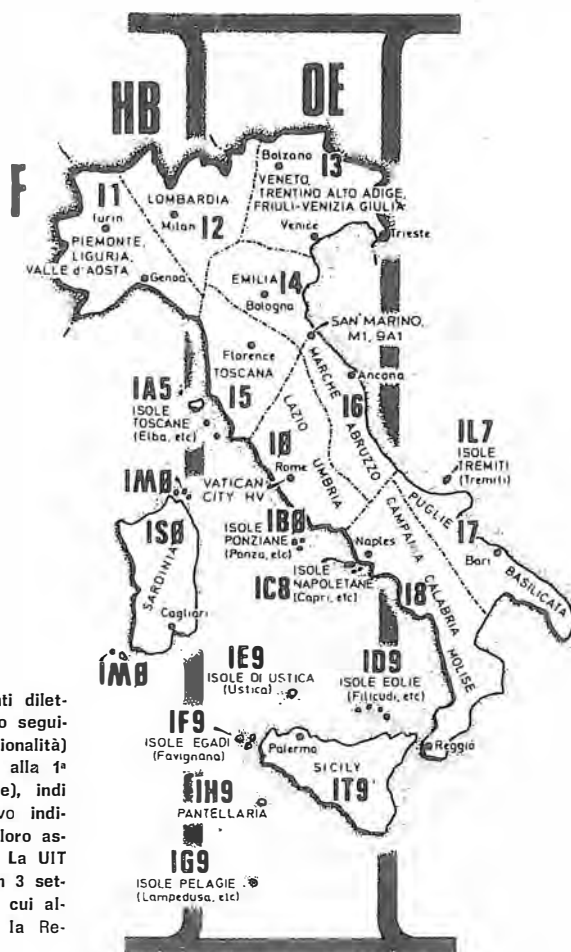 HB
OE
F
I1
Turin
PIEMONTE,
LIGURIA,
VALLE d'AOSTA
Genoa
LOMBARDIA
Milan
I2
Bolzano
I3
VENETO,
TRENTINO ALTO ADIGE,
FRIULI-VENEZIA GIULIA
Venice
Trieste
EMILIA
I4
Bologna
SAN MARINO,
M1, 9A1
Florence
TOSCANA
I5
MARCHE
Ancona
I6
ABRUZZO
IA5
ISOLE
TOSCANE
(Elba, etc)
LAZIO
IØ
Rome
UMBRIA
VATICAN
CITY HV
IL7
ISOLE
TREMITI
(Tremiti)
IMØ
ISØ
SARDINIA
Cagliari
IMØ
ISOLE
PONZIANE
(Ponza, etc)
IBØ
Naples
IC8
ISOLE
NAPOLETANE
(Capri, etc)
CAMPANIA
CALABRIA
MOLISE
I8
PUGLIE
I7
Bari
BASILICATA
IE9
ISOLE DI USTICA
(Ustica)
ID9
ISOLE EOLIE
(Filicudi, etc)
IF9
ISOLE EGADI
(Favignana)
Palermo
Reggio
SICILY
IT9
IH9
PANTELLARIA
IG9
ISOLE PELAGIE
(Lampedusa, etc)
ti dilet-
o segui-
ionalità)
alla 1ª
e), indi
vo indi-
loro as-
La UIT
n 3 set-
cui al-
la Re-